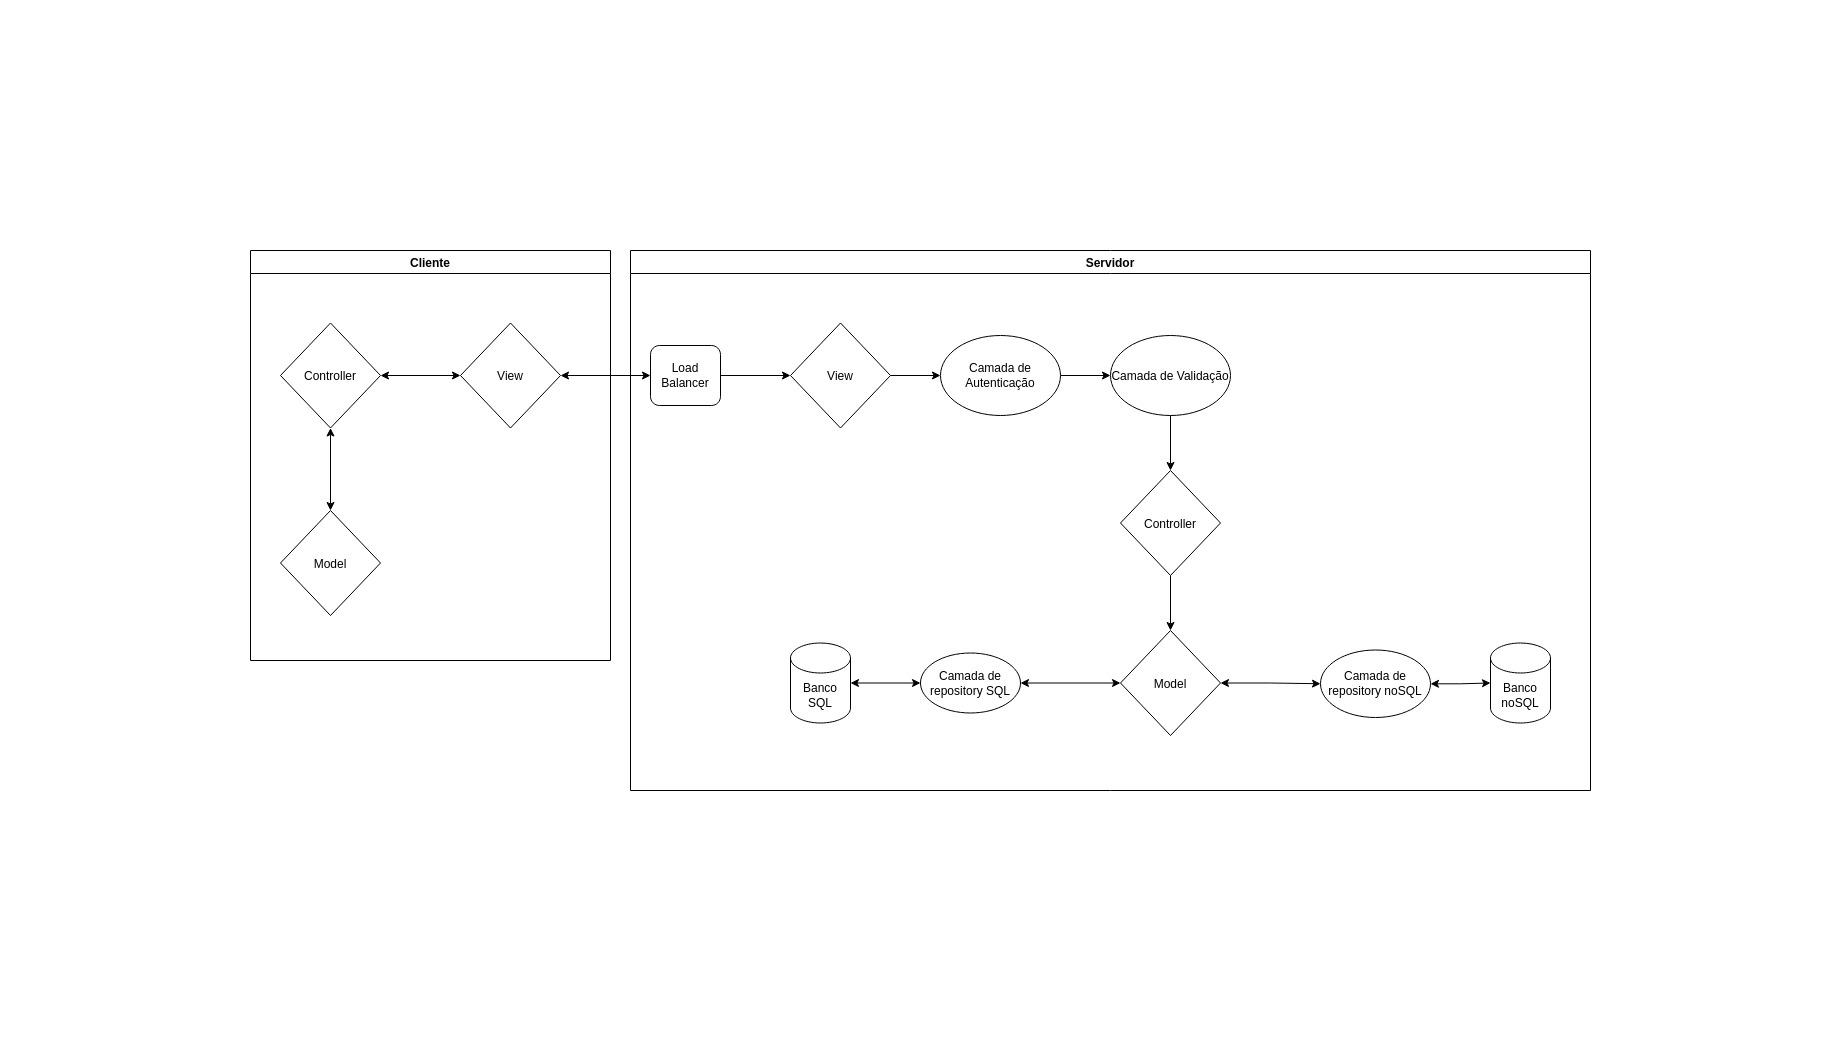 Cliente
Servidor
Controller
View
Load
Balancer
View
Camada de
Autenticação
Camada de Validação
Controller
Model
Banco
SQL
Camada de
repository SQL
Model
Camada de
repository noSQL
Banco
noSQL